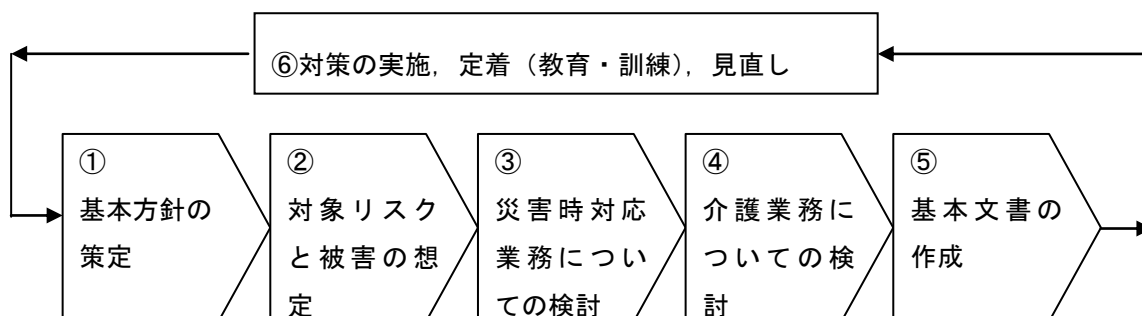 ⑥対策の実施，定着（教育・訓練），見直し
①
基本方針の
策定
②
対象リスク
と被害の想
定
③
災害時対応
業務につい
ての検討
④
介護業務に
ついての検
討
⑤
基本文書の
作成